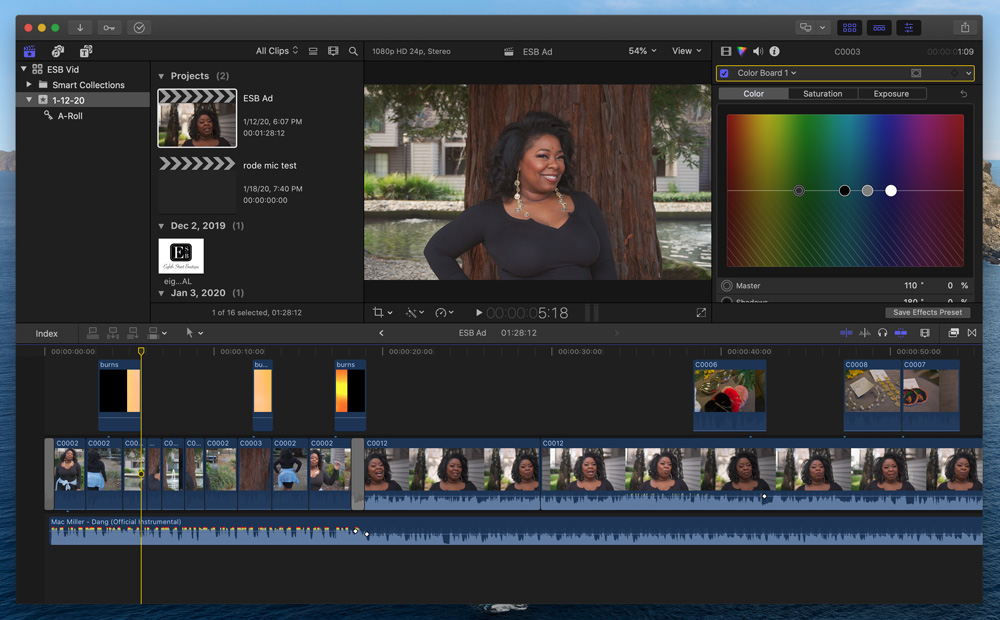 All Clips
1080p HD 24p, Stereo
ESB Ad
54%
View
C0003
00:00:01:09
ESB Vid
Smart Collections
1-12-20
A-Roll
Projects (2)
ESB Ad
1/12/20, 6:07 PM
00:01:28:12
rode mic test
1/18/20, 7:40 PM
00:00:00:00
Dec 2, 2019 (1)
ESB
eig...AL
Jan 3, 2020 (1)
1 of 16 selected, 01:28:12
Color Board 1
Color
Saturation
Exposure
Master
110 °
0 %
Shadows
180 °
0 %
Save Effects Preset
00:00:05:18
Index
ESB Ad
01:28:12
00:00:00:00
00:00:10:00
00:00:20:00
00:00:30:00
00:00:40:00
00:00:50:00
burns
bu...
burns
C0006
C0008
C0007
C0002
C0002
C00...
...
C0...
C0...
C0002
C0003
C0002
C0002
C0012
C0012
Mac Miller - Dang (Official Instrumental)